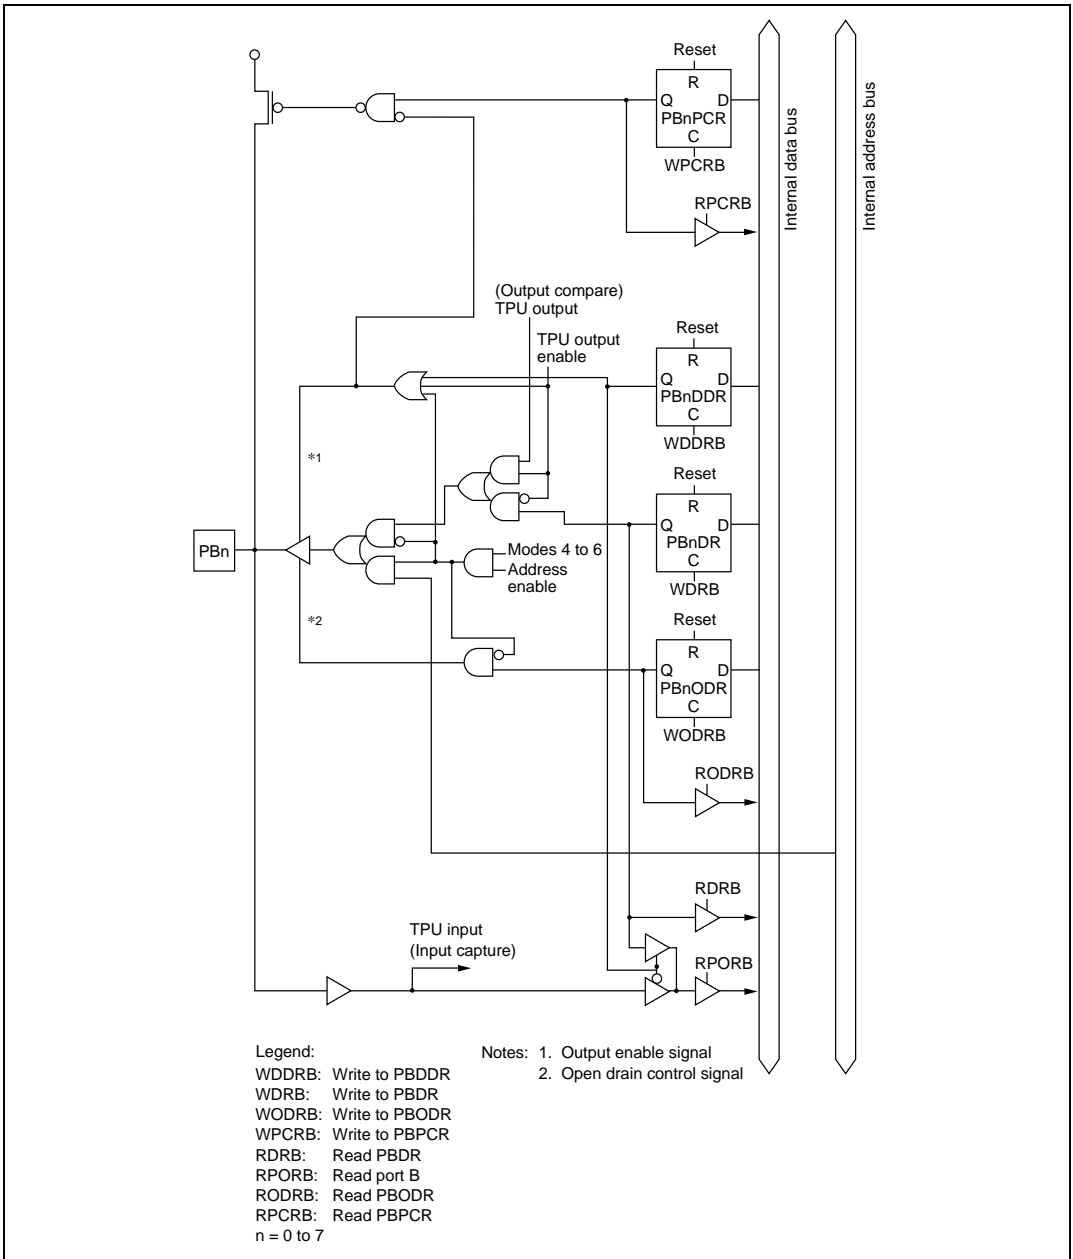 Reset
R
Q D
PBnPCR
C
WPCRB
RPCRB
Internal data bus
Internal address bus
(Output compare)
TPU output
TPU output
enable
Reset
R
Q D
PBnDDR
C
WDDRB
*1
Reset
R
Q D
PBnDR
C
WDRB
PBn
Modes 4 to 6
Address
enable
*2
Reset
R
Q D
PBnODR
C
WODRB
RODRB
RDRB
TPU input
(Input capture)
RPORB
Legend:
WDDRB: Write to PBDDR
WDRB: Write to PBDR
WODRB: Write to PBODR
WPCRB: Write to PBPCR
RDRB: Read PBDR
RPORB: Read port B
RODRB: Read PBODR
RPCRB: Read PBPCR
n = 0 to 7
Notes: 1. Output enable signal
2. Open drain control signal